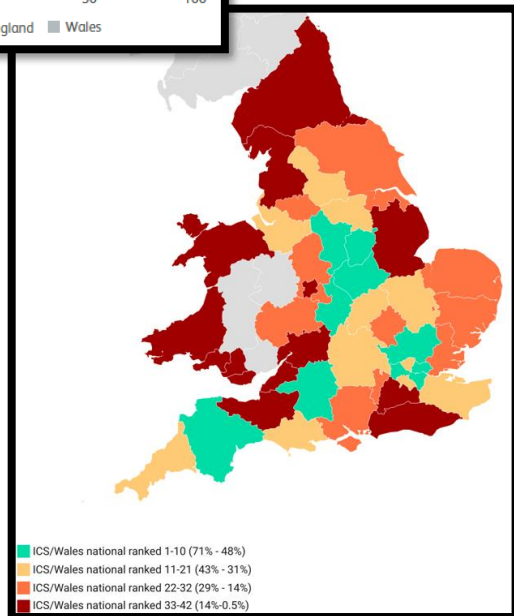 100
gland Wales
ICS/Wales national ranked 1-10 (71% - 48%)
ICS/Wales national ranked 11-21 (43% - 31%)
ICS/Wales national ranked 22-32 (29% - 14%)
ICS/Wales national ranked 33-42 (14%-0.5%)